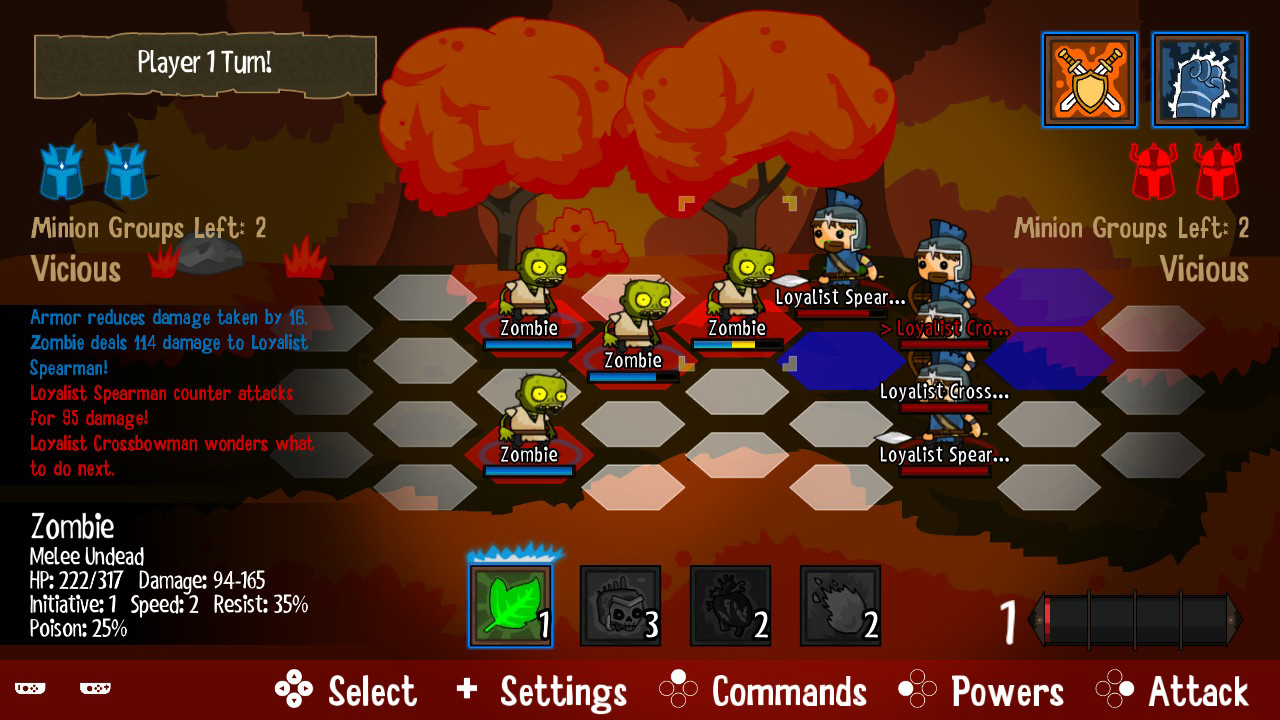 Player 1 Turn!
Minion Groups Left: 2
Vicious
Minion Groups Left: 2
Vicious
Armor reduces damage taken by 16.
Zombie deals 114 damage to Loyalist
Spearman!
Loyalist Spearman counter attacks
for 95 damage!
Loyalist Crossbowman wonders what
to do next.
Zombie
Zombie
Zombie
Zombie
Loyalist Spear...
> Loyalist Cro...
Loyalist Cross...
Loyalist Spear...
Zombie
Melee Undead
HP: 222/317 Damage: 94-165
Initiative: 1 Speed: 2 Resist: 35%
Poison: 25%
1
3
2
2
1
Select
+ Settings
Commands
Powers
Attack